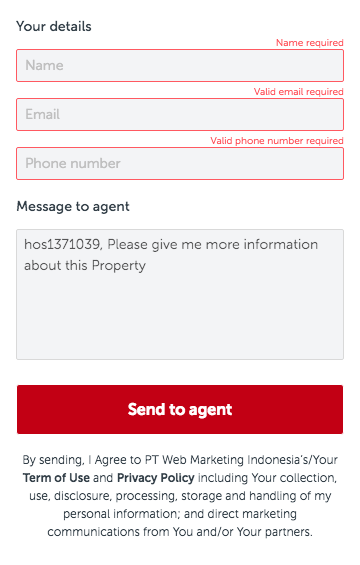 Your details
Name required
Name
Valid email required
Email
Valid phone number required
Phone number
Message to agent
hos1371039, Please give me more information
about this Property
Send to agent
By sending, I Agree to PT Web Marketing Indonesia's/Your
Term of Use and Privacy Policy including Your collection,
use, disclosure, processing, storage and handling of my
personal information; and direct marketing
communications from You and/or Your partners.